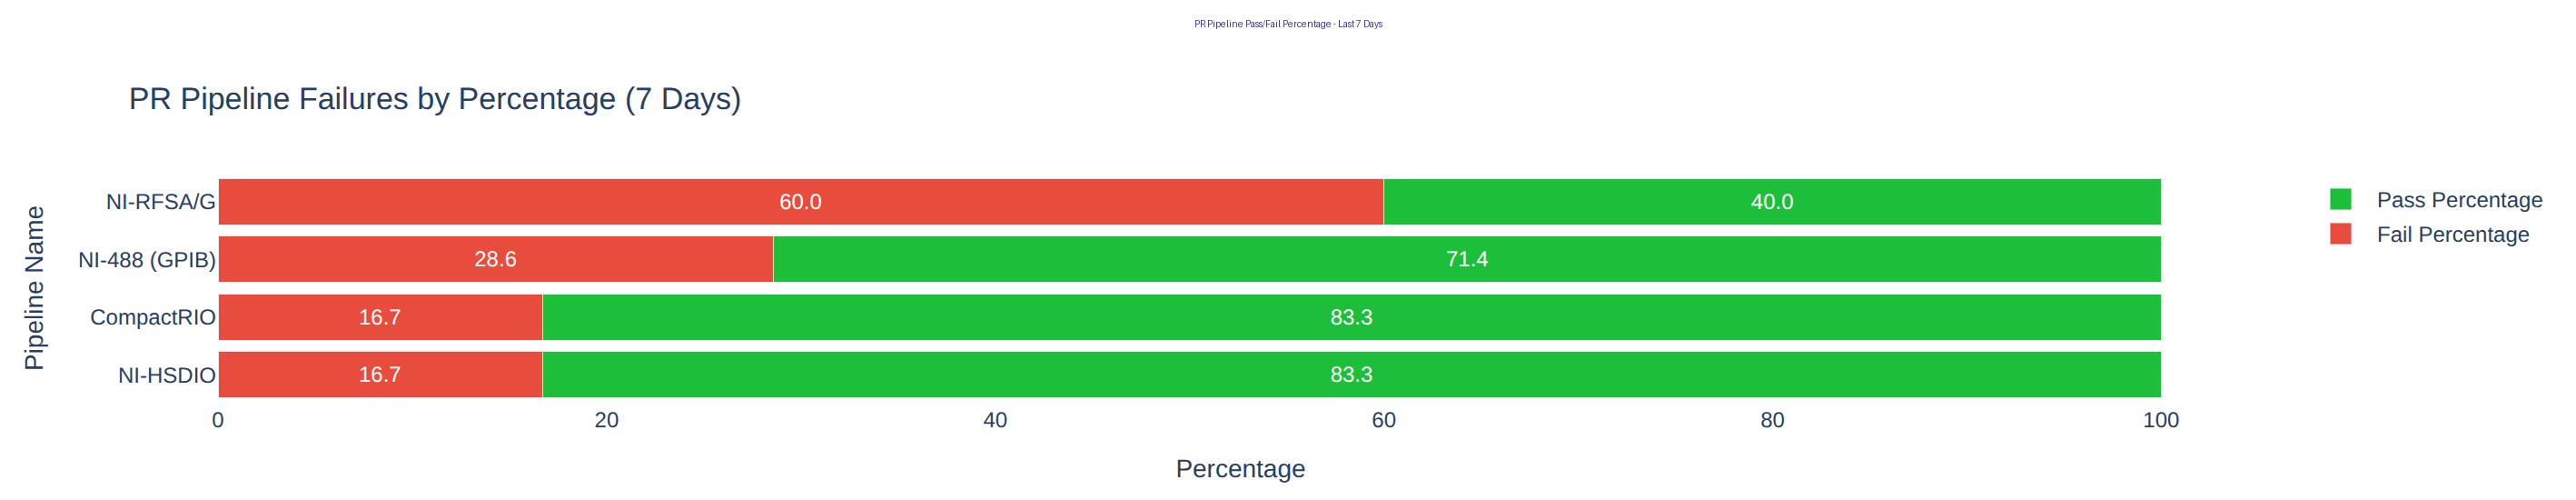 PR Pipeline Pass/Fail Percentage - Last 7 Days
PR Pipeline Failures by Percentage (7 Days)
Pipeline Name
NI-RFSA/G 60.0 40.0
NI-488 (GPIB) 28.6 71.4
CompactRIO 16.7 83.3
NI-HSDIO 16.7 83.3
0 20 40 60 80 100
Percentage
Pass Percentage
Fail Percentage